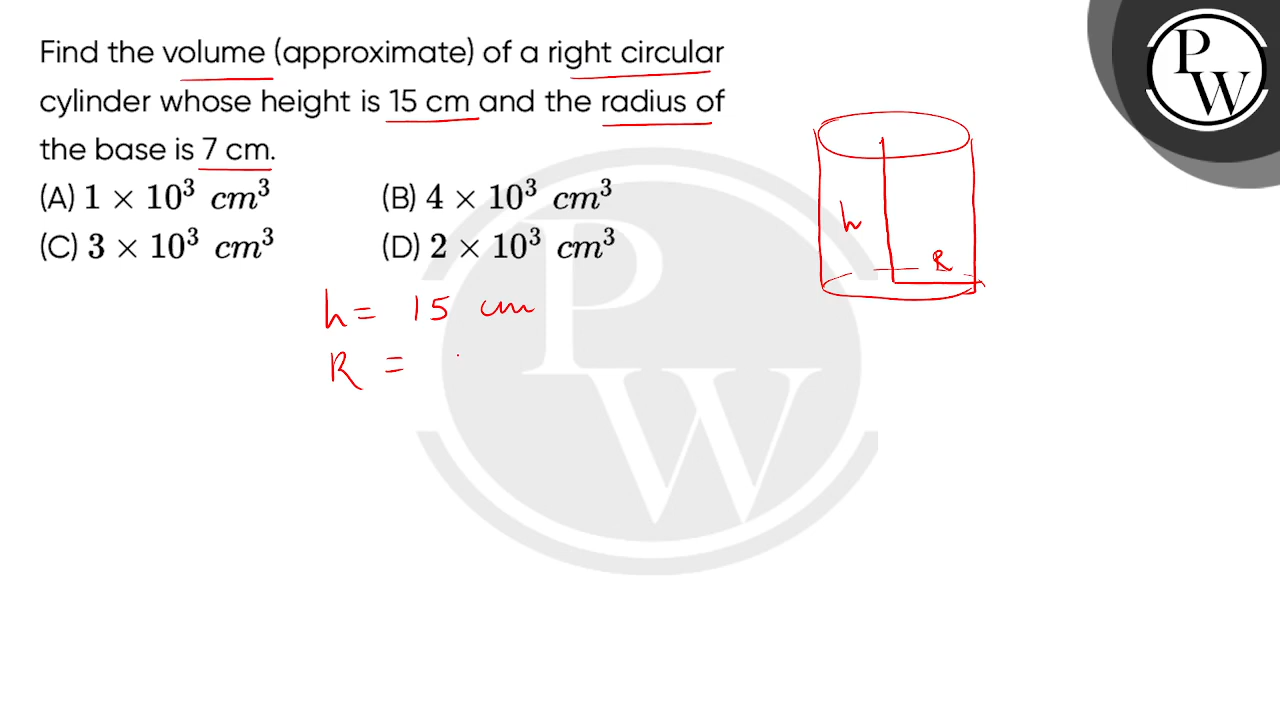 Find the volume (approximate) of a right circular
cylinder whose height is 15 cm and the radius of
the base is 7 cm.
(A) 1 × 10³ cm³ (B) 4 × 10³ cm³
(C) 3 × 10³ cm³ (D) 2 × 10³ cm³
h = 15 cm
R =
h
R
P
W
P
W